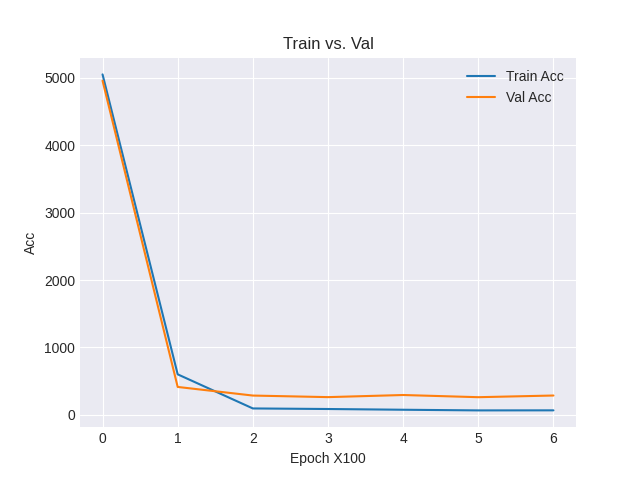 Train vs. Val
Train Acc
Val Acc
5000
4000
3000
2000
1000
0
Acc
0 1 2 3 4 5 6
Epoch X100